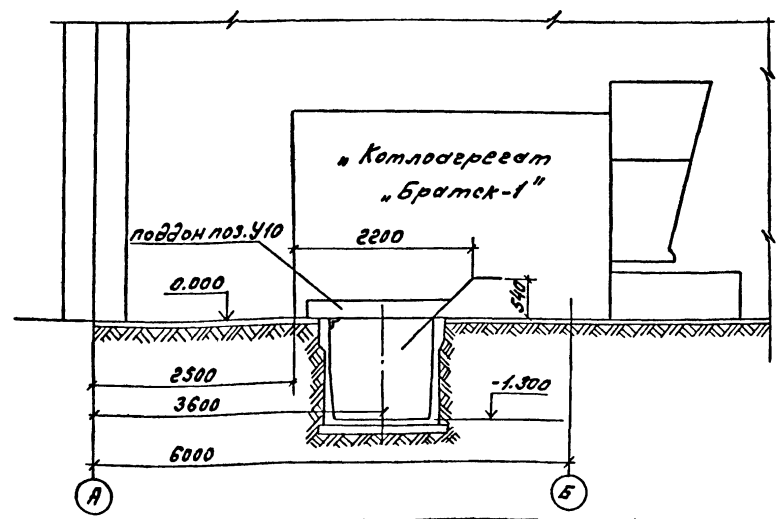 „Котлоагрегат
„Братск-1"
поддон поз. У10
2200
0.000
540
2500
-1.300
3600
6000
А
Б